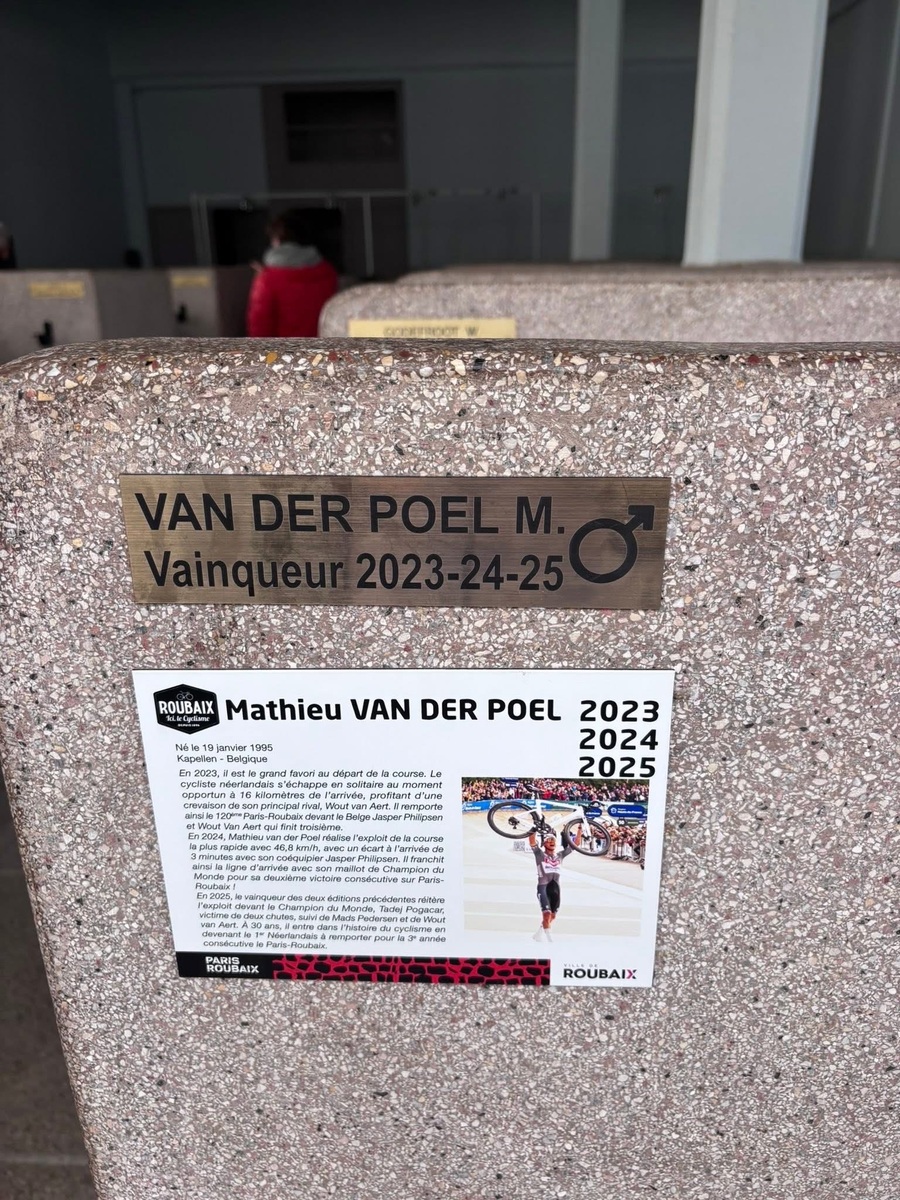 GODEFROOT W
VAN DER POEL M.
Vainqueur 2023-24-25
ROUBAIX
Ici, le Cyclisme
Mathieu VAN DER POEL
2023
2024
2025
Né le 19 janvier 1995
Kapellen - Belgique
En 2023, il est le grand favori au départ de la course. Le
cycliste néerlandais s'échappe en solitaire au moment
opportun à 16 kilomètres de l'arrivée, profitant d'une
crevaison de son principal rival, Wout van Aert. Il remporte
ainsi le 120ème Paris-Roubaix devant le Belge Jasper Philipsen
et Wout Van Aert qui finit troisième.
En 2024, Mathieu van der Poel réalise l'exploit de la course
la plus rapide avec 46,8 km/h, avec un écart à l'arrivée de
3 minutes avec son coéquipier Jasper Philipsen. Il franchit
ainsi la ligne d'arrivée avec son maillot de Champion du
Monde pour sa deuxième victoire consécutive sur Paris-
Roubaix !
En 2025, le vainqueur des deux éditions précédentes réitère
l'exploit devant le Champion du Monde, Tadej Pogacar,
victime de deux chutes, suivi de Mads Pedersen et de Wout
van Aert. À 30 ans, il entre dans l'histoire du cyclisme en
devenant le 1er Néerlandais à remporter pour la 3e année
consécutive le Paris-Roubaix.
PARIS
ROUBAIX
VILLE DE
ROUBAIX